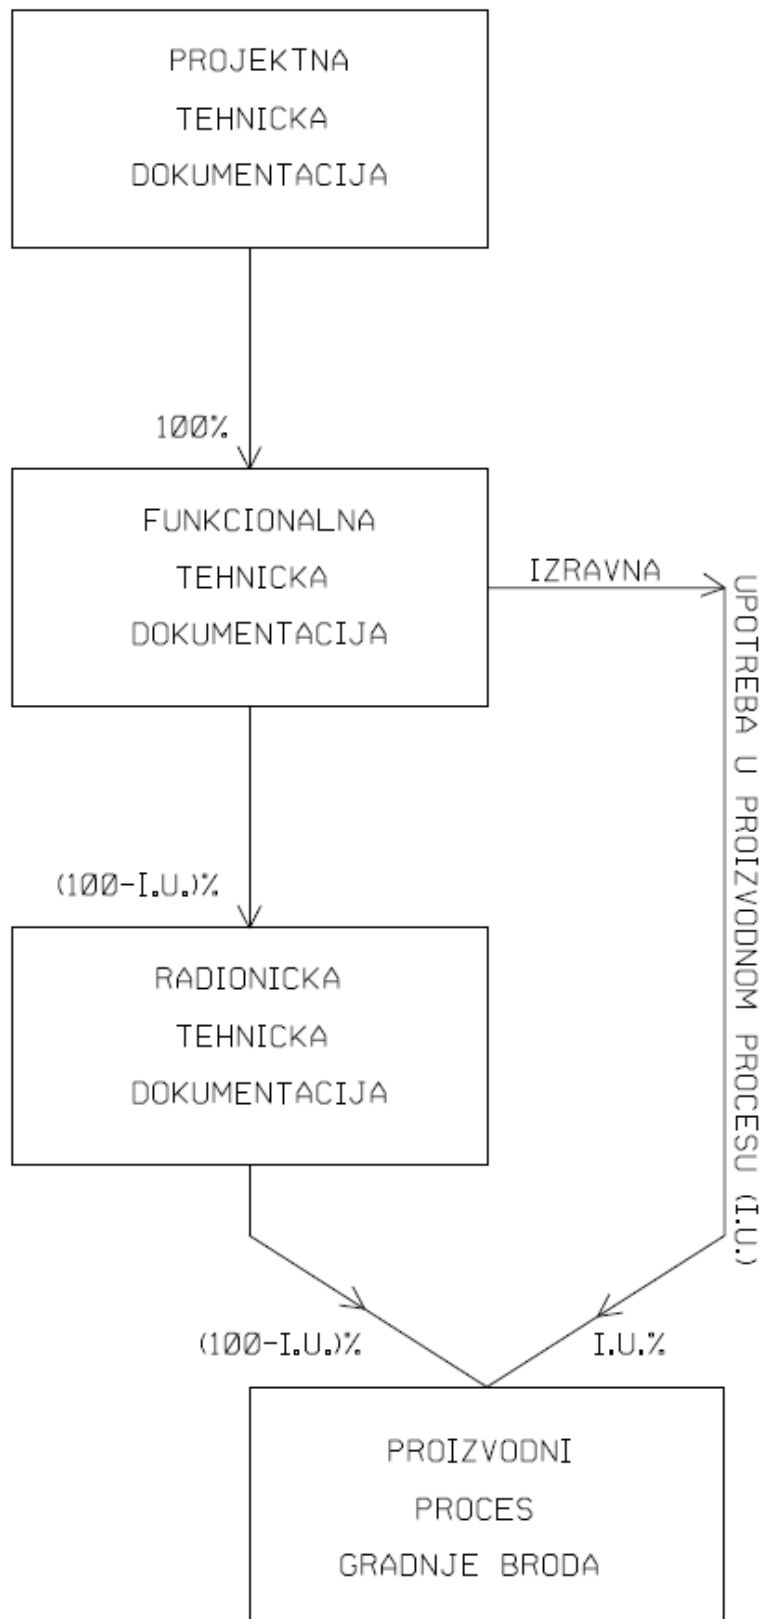 PROJEKTNA
TEHNICKA
DOKUMENTACIJA
100%
FUNKCIONALNA
TEHNICKA
DOKUMENTACIJA
IZRAVNA
UPOTREBA U PROIZVODNOM PROCESU (I.U.)
(100-I.U.)%
RADIONICKA
TEHNICKA
DOKUMENTACIJA
(100-I.U.)%
I.U.%
PROIZVODNI
PROCES
GRADNJE BRODA